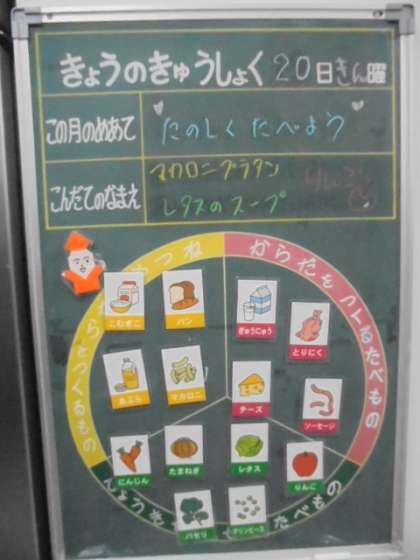 きょうのきゅうしょく 20日きん曜
この月のめあて たのしく たべよう
こんだてのなまえ マカロニグラタン りんご
レタスのスープ
からだをつくるたべもの
たべもの
こむぎこ
パン
ぎゅうにゅう
とりにく
あぶら
マカロニ
チーズ
ソーセージ
にんじん
たまねぎ
レタス
りんご
パセリ
グリンピース